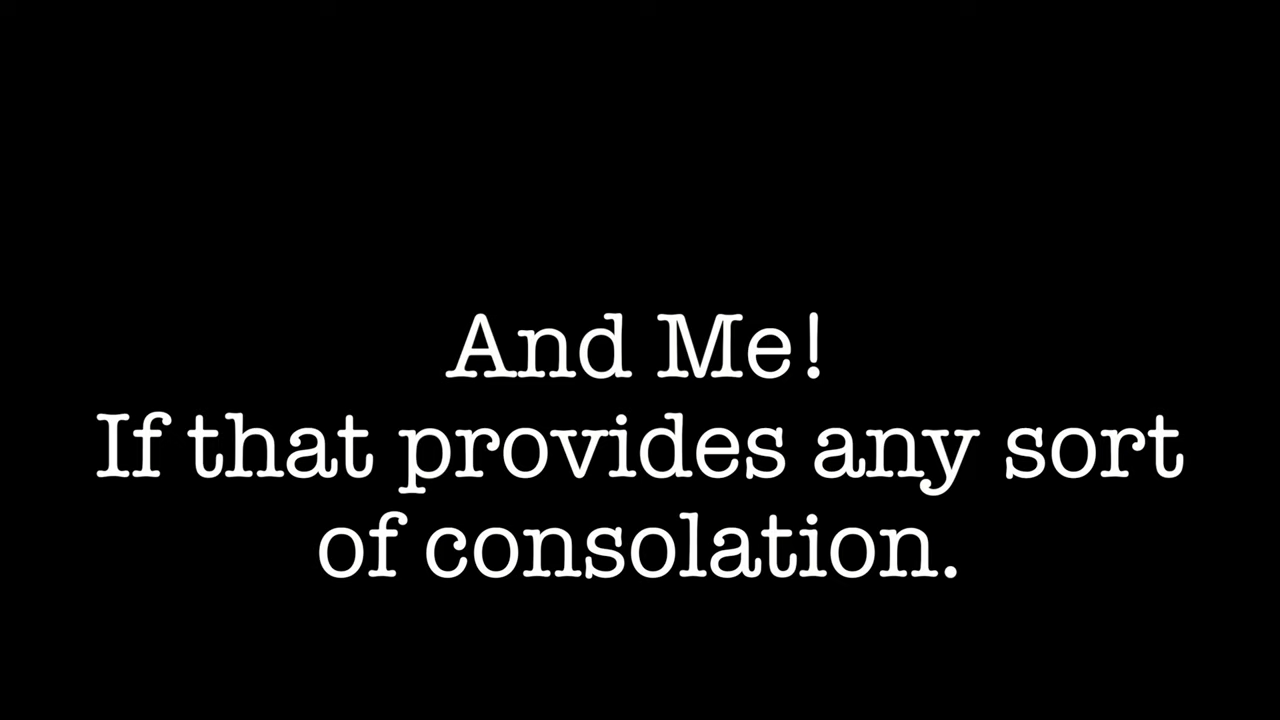 And Me!
If that provides any sort
of consolation.